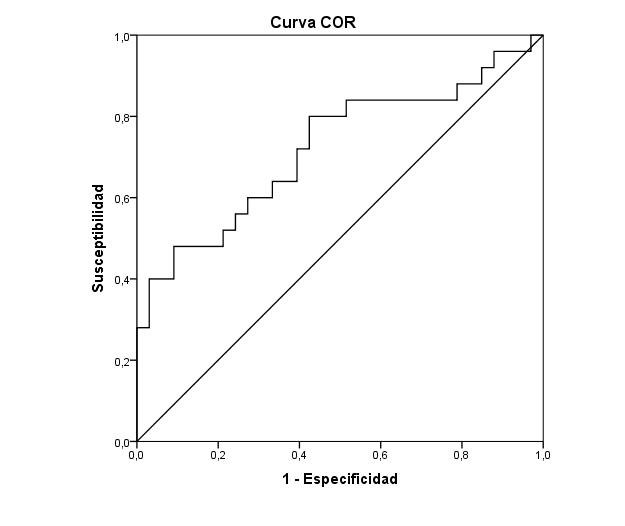 Curva COR
1,0
0,8
0,6
0,4
0,2
0,0
Susceptibilidad
0,0 0,2 0,4 0,6 0,8 1,0
1 - Especificidad